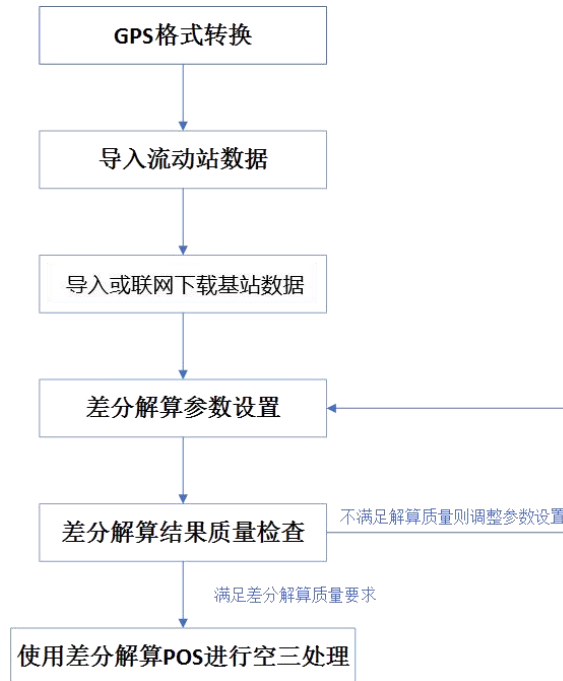 GPS格式转换
导入流动站数据
导入或联网下载基站数据
差分解算参数设置
差分解算结果质量检查
不满足解算质量则调整参数设置
满足差分解算质量要求
使用差分解算POS进行空三处理